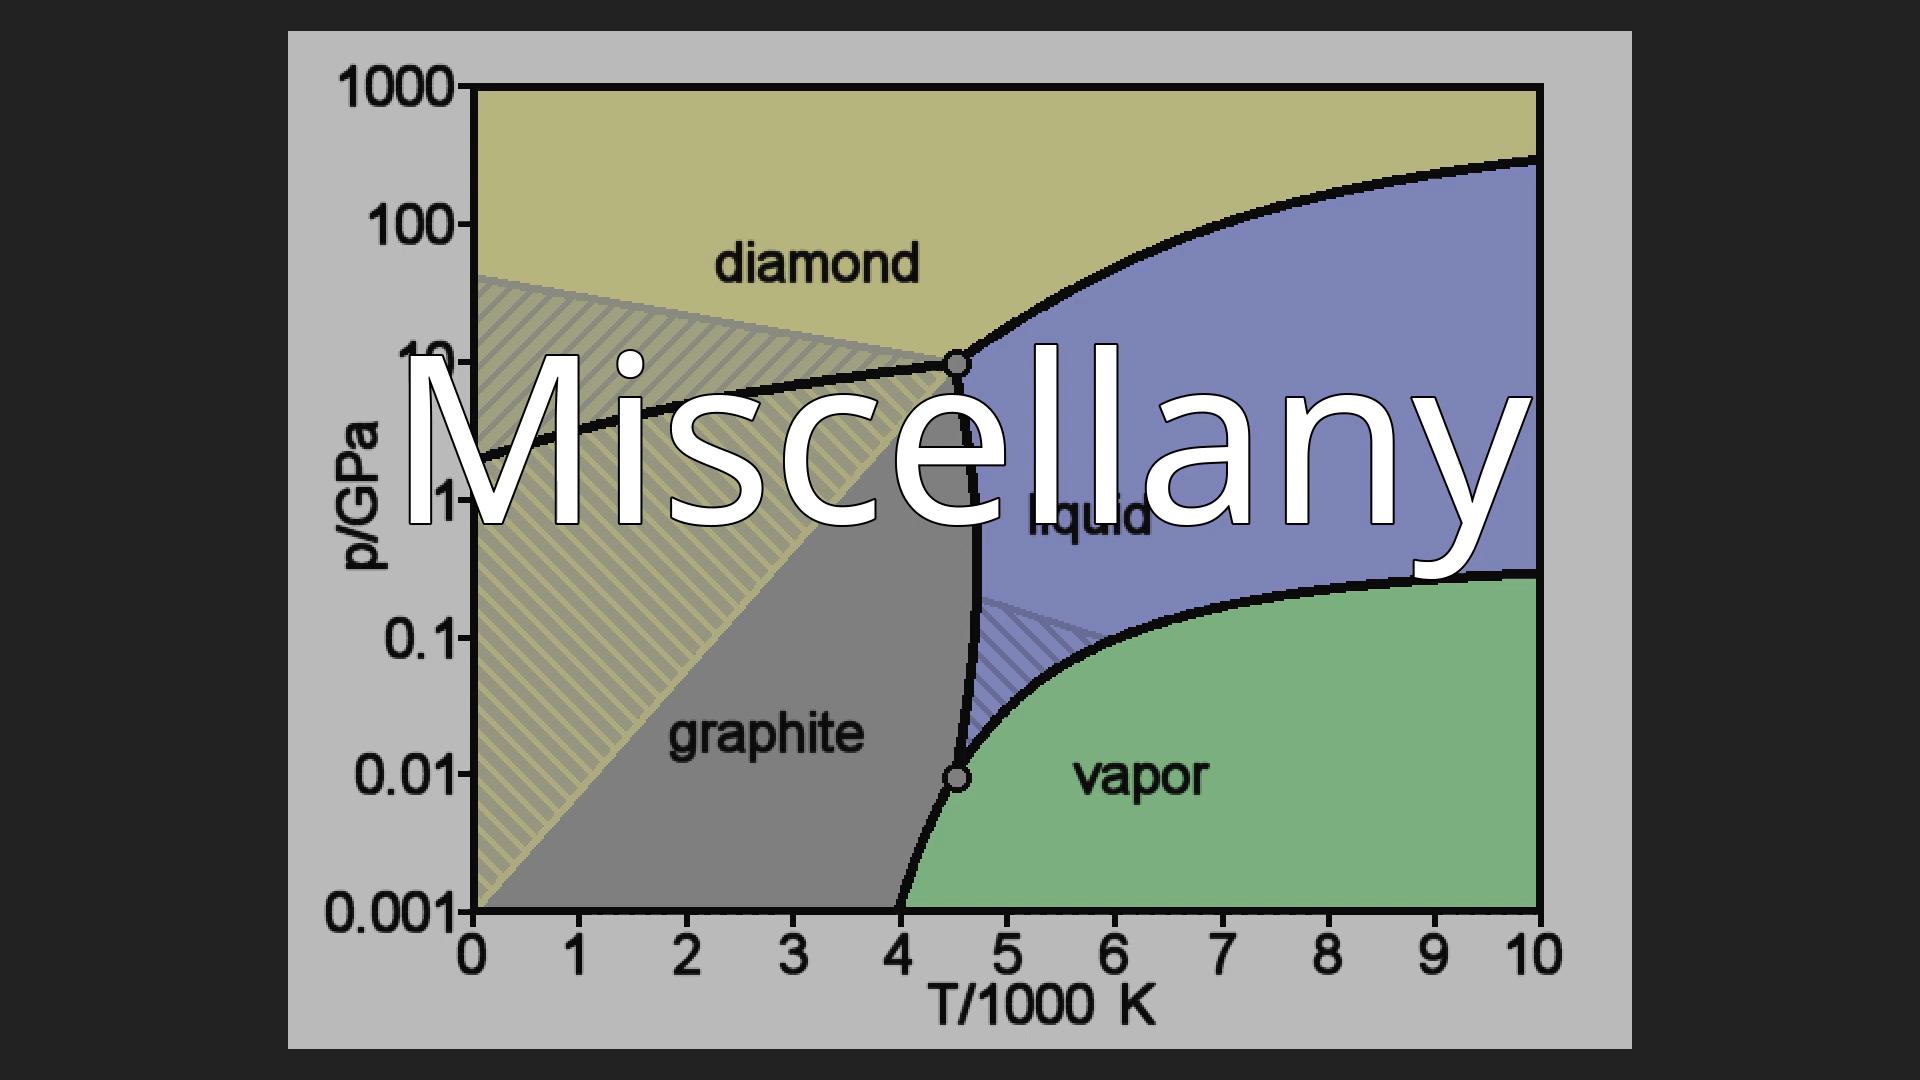 1000
100
diamond
10
Miscellany
p/GPa
1
liquid
0.1
graphite
0.01
vapor
0.001
0 1 2 3 4 5 6 7 8 9 10
T/1000 K